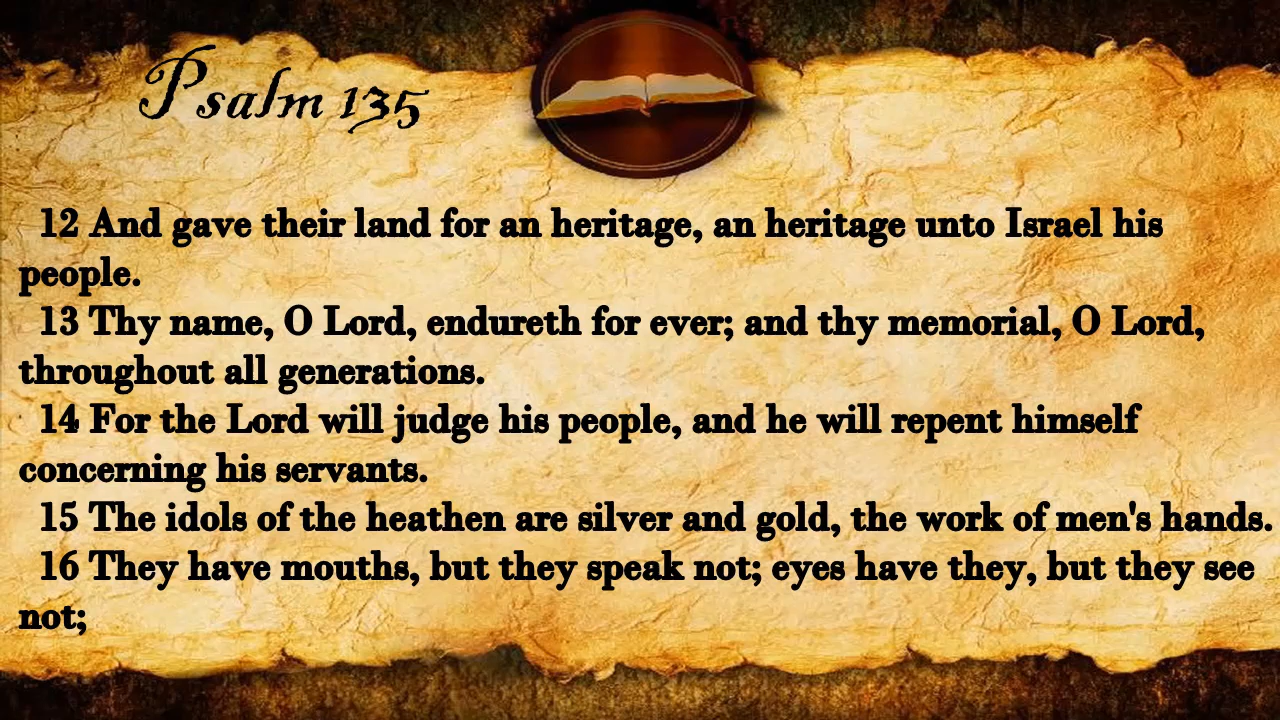 Psalm 135
12 And gave their land for an heritage, an heritage unto Israel his
people.
13 Thy name, O Lord, endureth for ever; and thy memorial, O Lord,
throughout all generations.
14 For the Lord will judge his people, and he will repent himself
concerning his servants.
15 The idols of the heathen are silver and gold, the work of men's hands.
16 They have mouths, but they speak not; eyes have they, but they see
not;